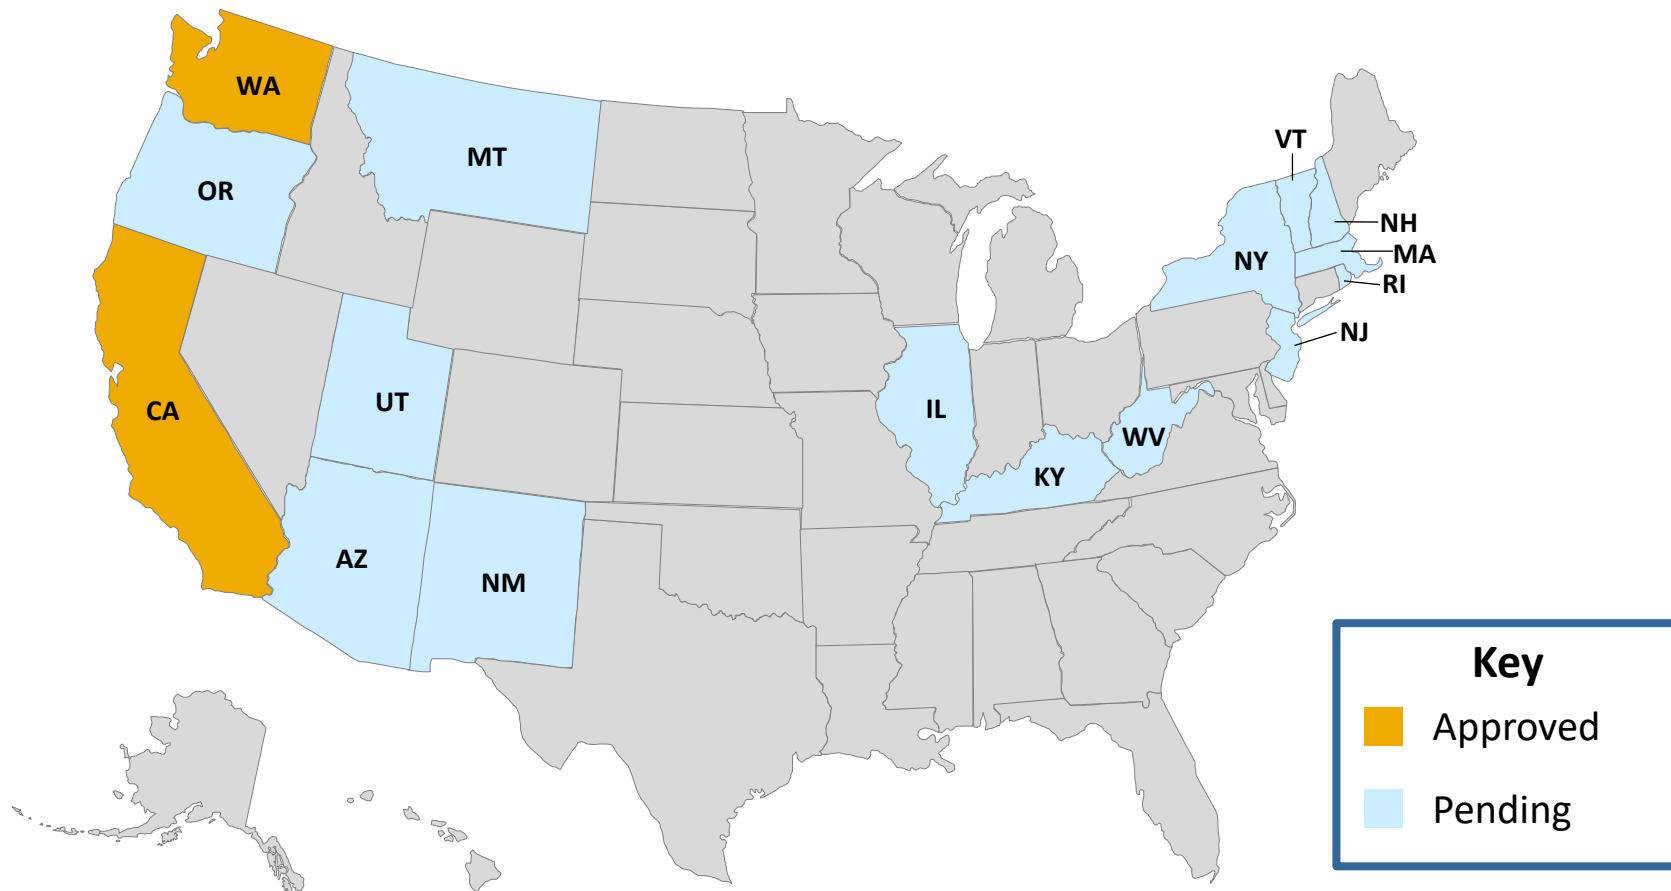 WA
MT
VT
OR
NH
MA
NY
RI
NJ
UT
CA
IL
WV
KY
AZ
NM
Key
Approved
Pending